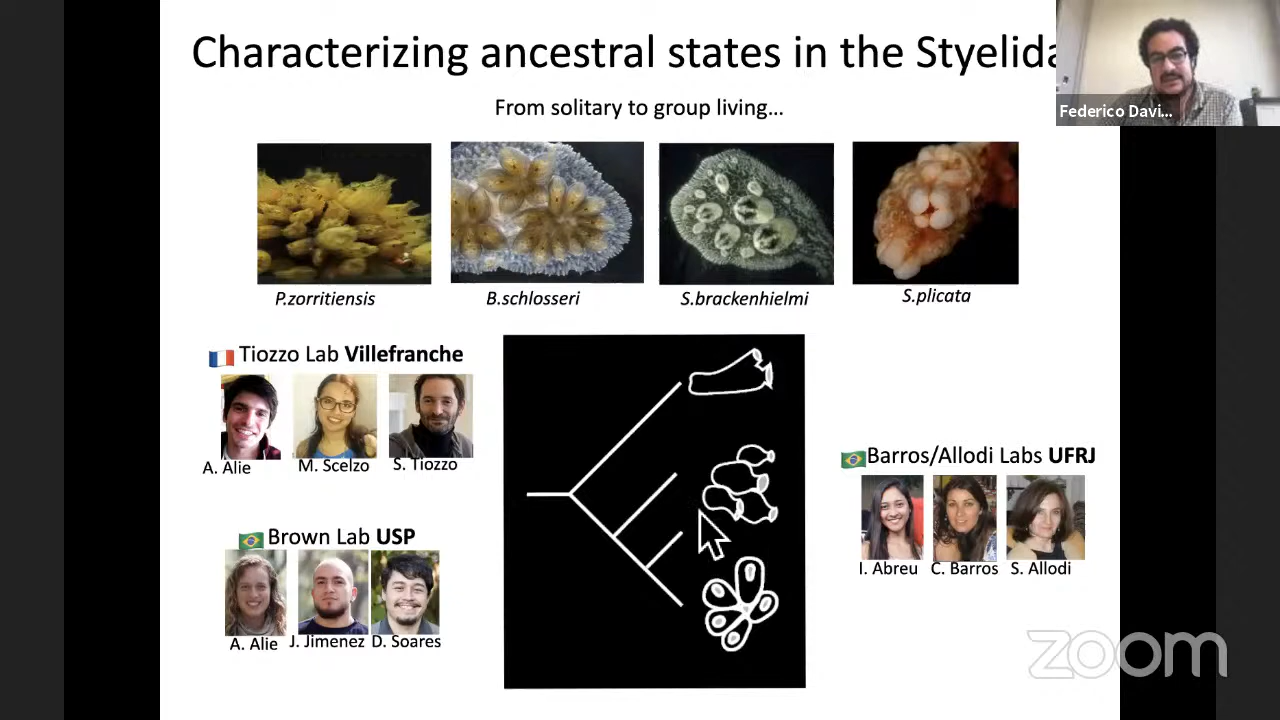 Characterizing ancestral states in the Styelida
Federico Davi...
From solitary to group living...
P.zorritiensis
B.schlosseri
S.brackenhielmi
S.plicata
Tiozzo Lab Villefranche
A. Alie
M. Scelzo
S. Tiozzo
Barros/Allodi Labs UFRJ
I. Abreu
C. Barros
S. Allodi
Brown Lab USP
A. Alie
J. Jimenez
D. Soares
zoom